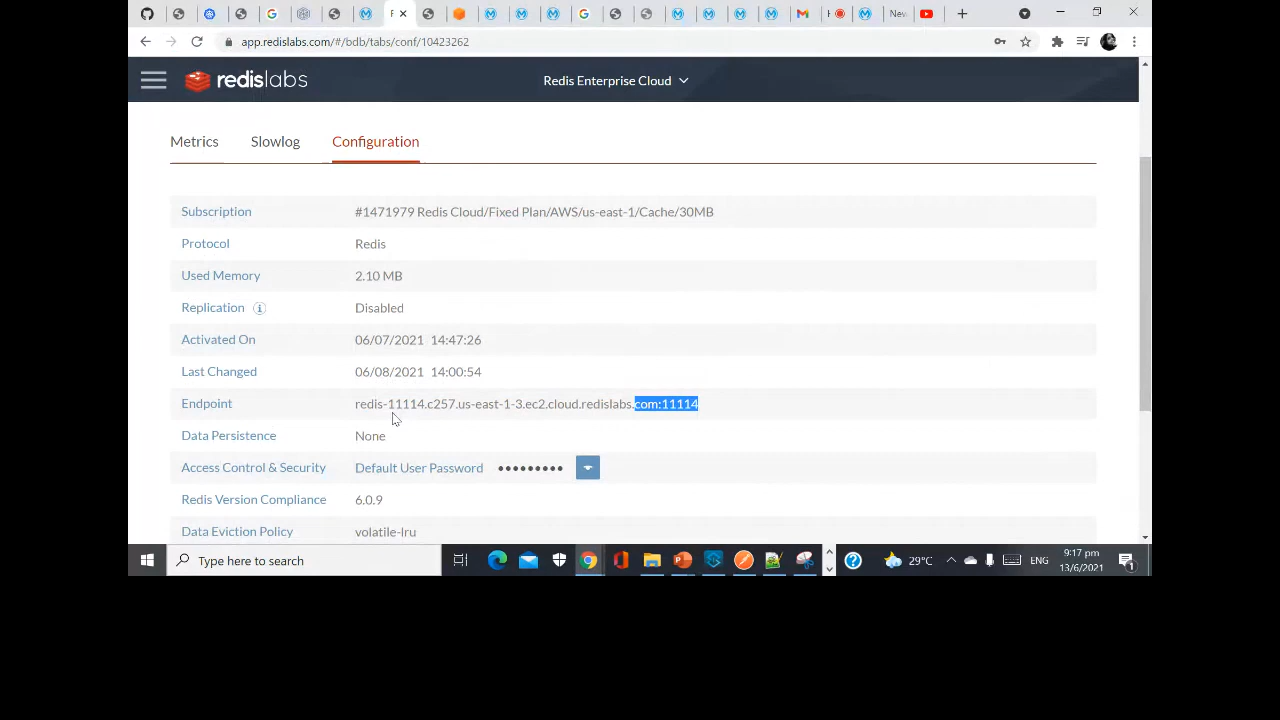 app.redislabs.com/#/bdb/tabs/conf/10423262
redislabs
Redis Enterprise Cloud
Metrics Slowlog Configuration
Subscription #1471979 Redis Cloud/Fixed Plan/AWS/us-east-1/Cache/30MB
Protocol Redis
Used Memory 2.10 MB
Replication Disabled
Activated On 06/07/2021 14:47:26
Last Changed 06/08/2021 14:00:54
Endpoint redis-11114.c257.us-east-1-3.ec2.cloud.redislabs.com:11114
Data Persistence None
Access Control & Security Default User Password •••••••••
Redis Version Compliance 6.0.9
Data Eviction Policy volatile-lru
Type here to search
29°C
ENG
9:17 pm
13/6/2021
1